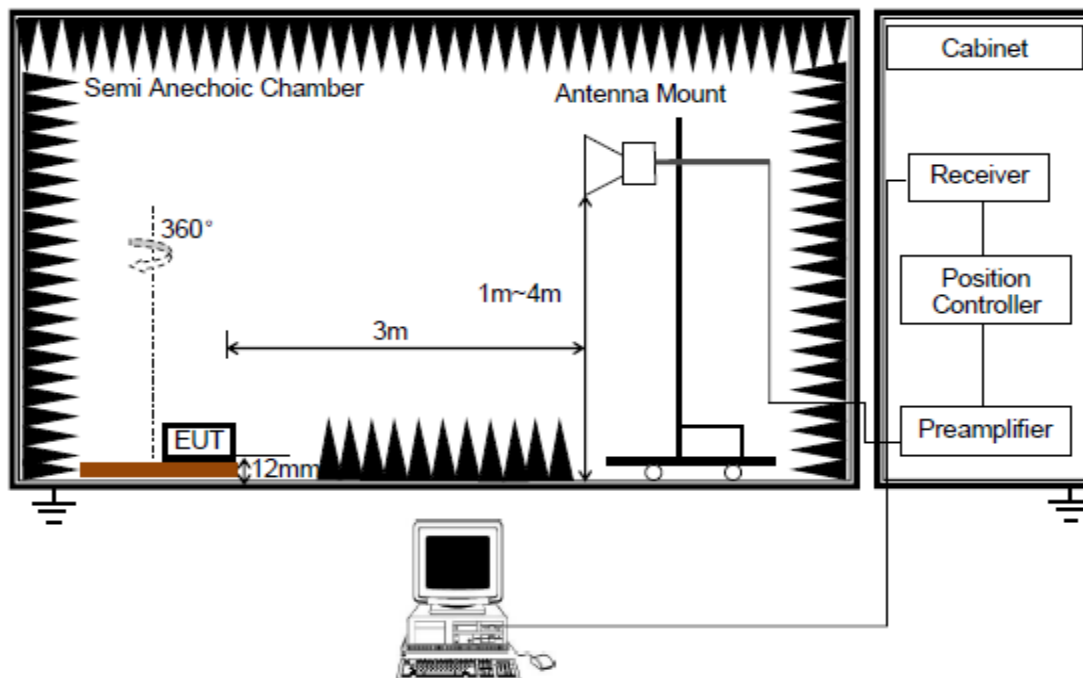 Cabinet
Semi Anechoic Chamber
Antenna Mount
Receiver
360°
Position
Controller
1m~4m
3m
EUT
12mm
Preamplifier